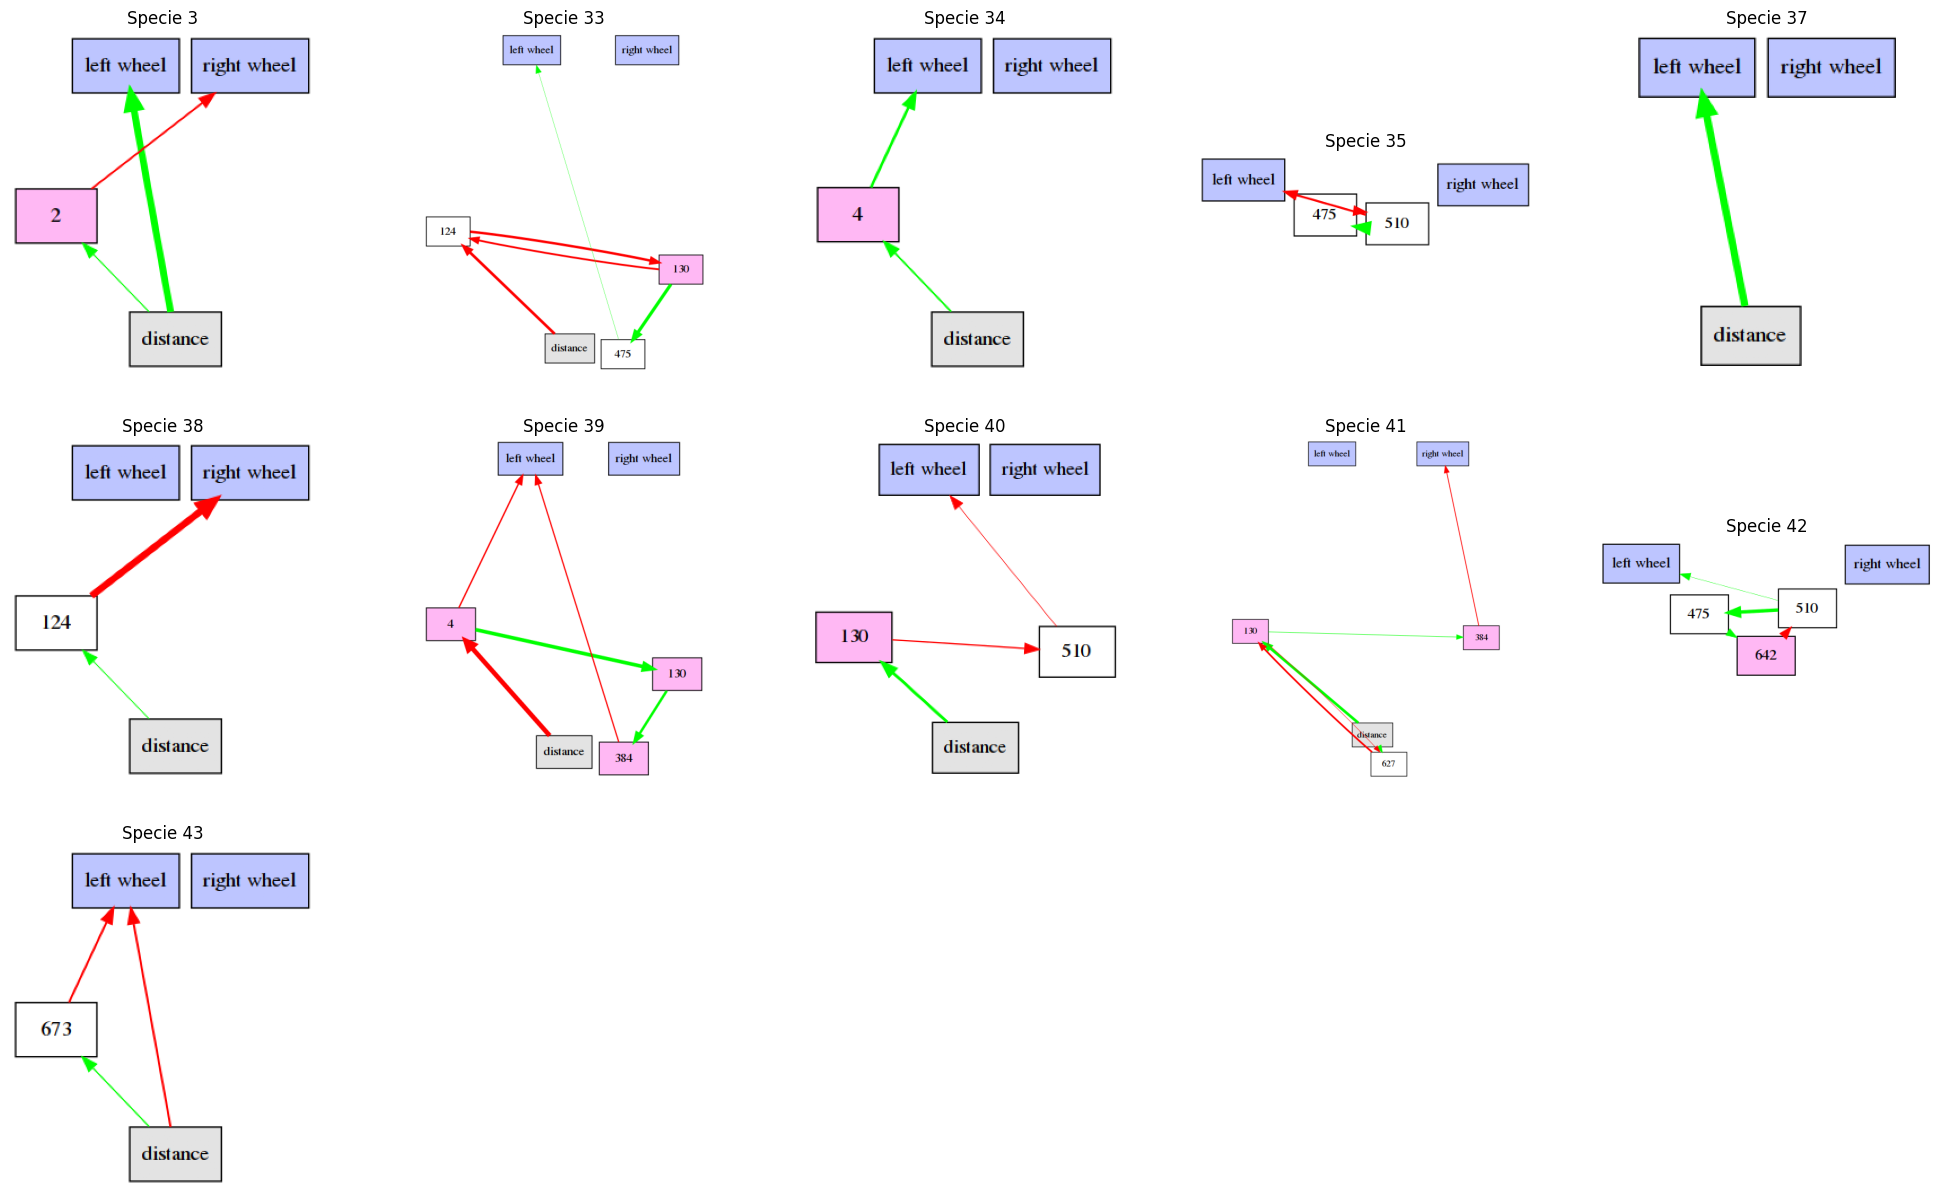 Specie 3
left wheel
right wheel
2
distance
Specie 33
left wheel
right wheel
124
130
distance
475
Specie 34
left wheel
right wheel
4
distance
Specie 35
left wheel
right wheel
475
510
Specie 37
left wheel
right wheel
distance
Specie 38
left wheel
right wheel
124
distance
Specie 39
left wheel
right wheel
4
130
distance
384
Specie 40
left wheel
right wheel
130
510
distance
Specie 41
left wheel
right wheel
130
384
distance
627
Specie 42
left wheel
right wheel
475
510
642
Specie 43
left wheel
right wheel
673
distance